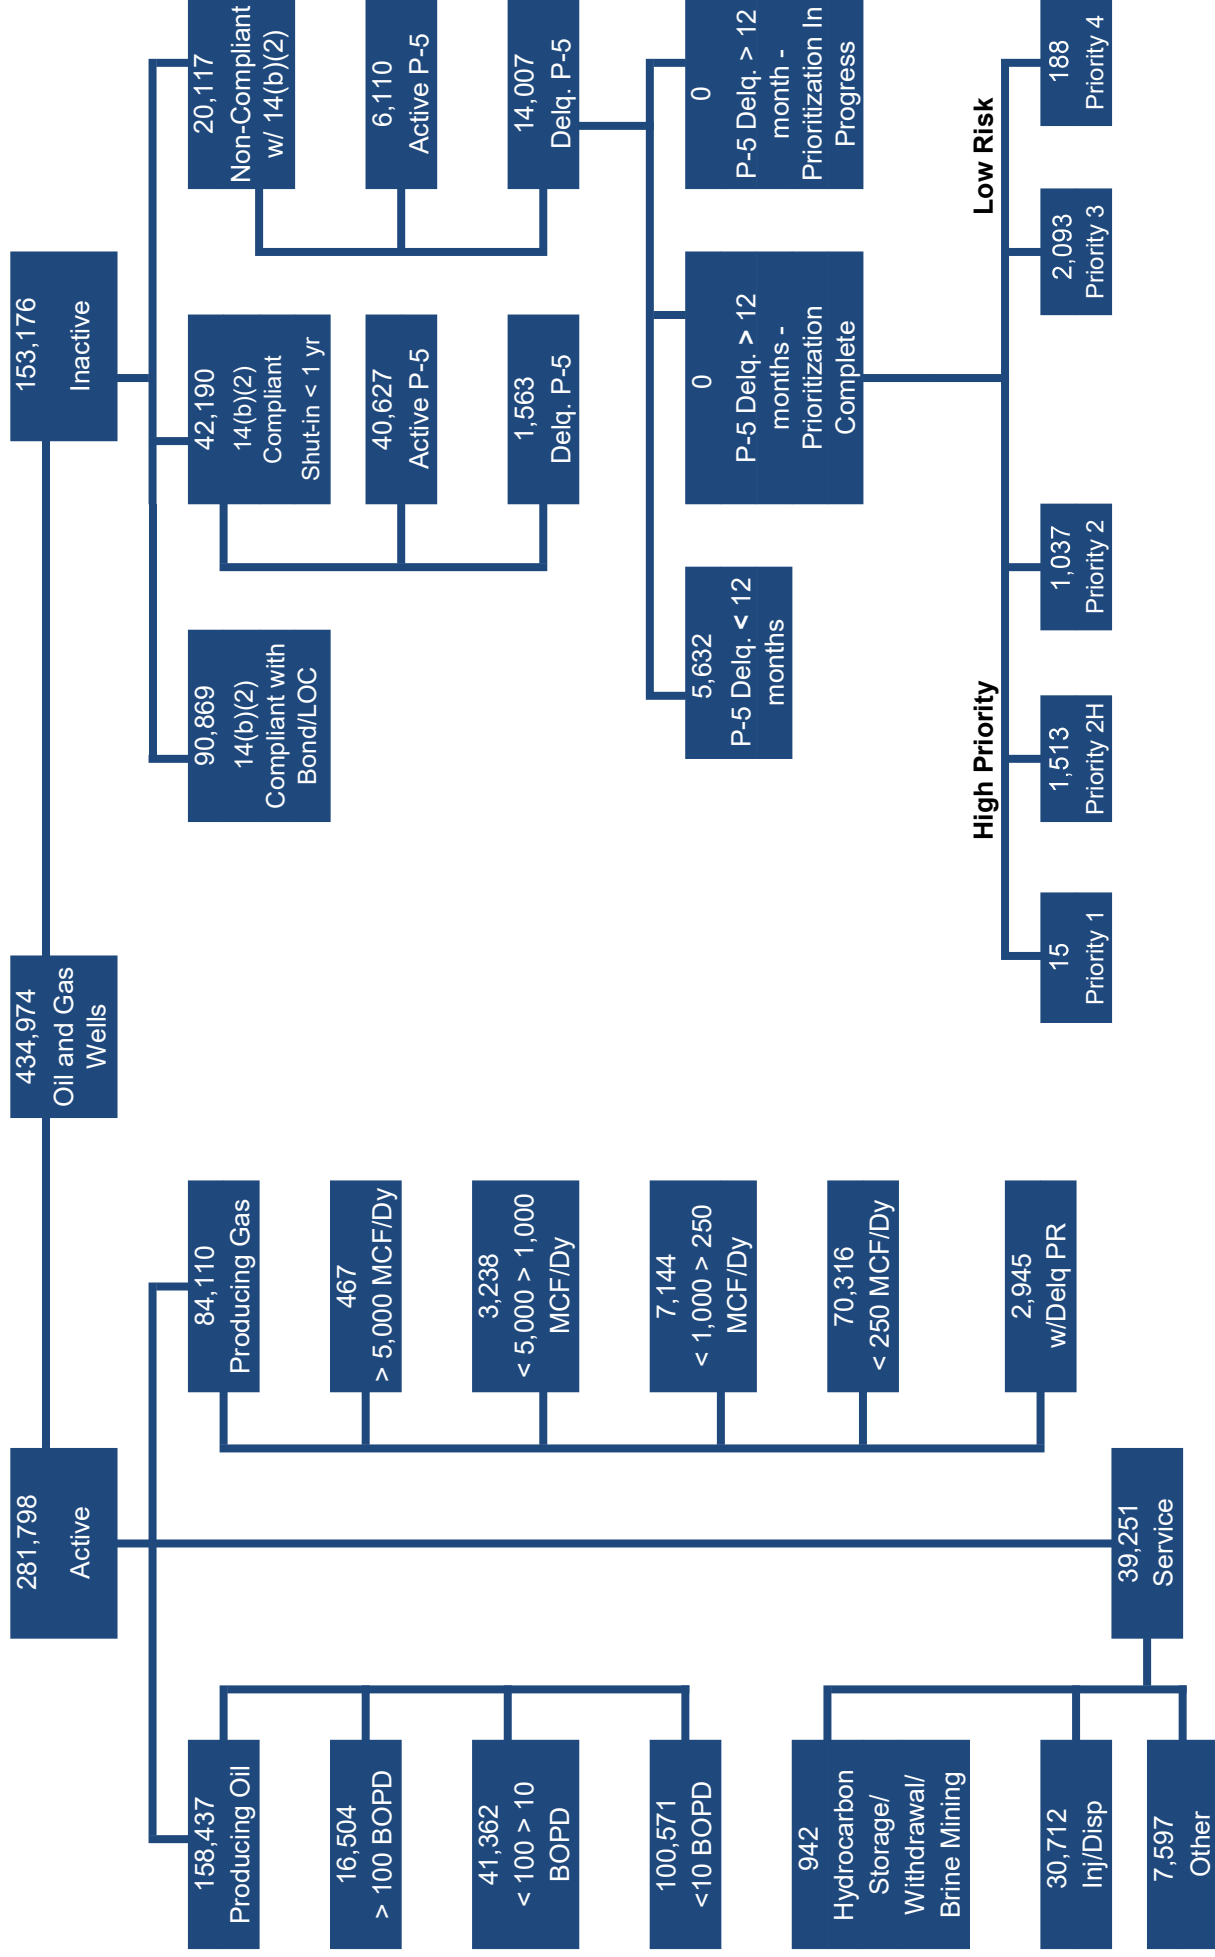 434,974
Oil and Gas
Wells
281,798
Active
153,176
Inactive
158,437
Producing Oil
16,504
> 100 BOPD
41,362
< 100 > 10
BOPD
100,571
<10 BOPD
942
Hydrocarbon
Storage/
Withdrawal/
Brine Mining
30,712
Inj/Disp
7,597
Other
39,251
Service
84,110
Producing Gas
467
> 5,000 MCF/Dy
3,238
< 5,000 > 1,000
MCF/Dy
7,144
< 1,000 > 250
MCF/Dy
70,316
< 250 MCF/Dy
2,945
w/Delq PR
90,869
14(b)(2)
Compliant with
Bond/LOC
42,190
14(b)(2)
Compliant
Shut-in < 1 yr
40,627
Active P-5
1,563
Delq. P-5
20,117
Non-Compliant
w/ 14(b)(2)
6,110
Active P-5
14,007
Delq. P-5
5,632
P-5 Delq. < 12
months
0
P-5 Delq. > 12
months -
Prioritization
Complete
0
P-5 Delq. > 12
month -
Prioritization In
Progress
High Priority
Low Risk
15
Priority 1
1,513
Priority 2H
1,037
Priority 2
2,093
Priority 3
188
Priority 4